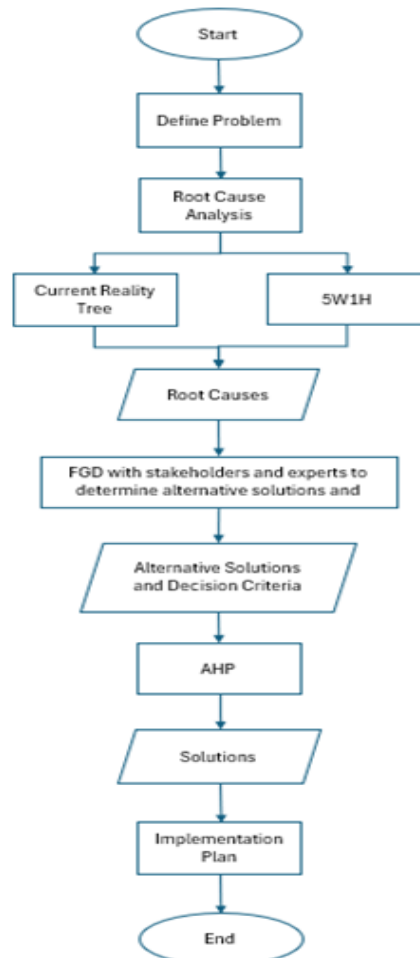 Start
Define Problem
Root Cause
Analysis
Current Reality
Tree
5W1H
Root Causes
FGD with stakeholders and experts to
determine alternative solutions and
Alternative Solutions
and Decision Criteria
AHP
Solutions
Implementation
Plan
End